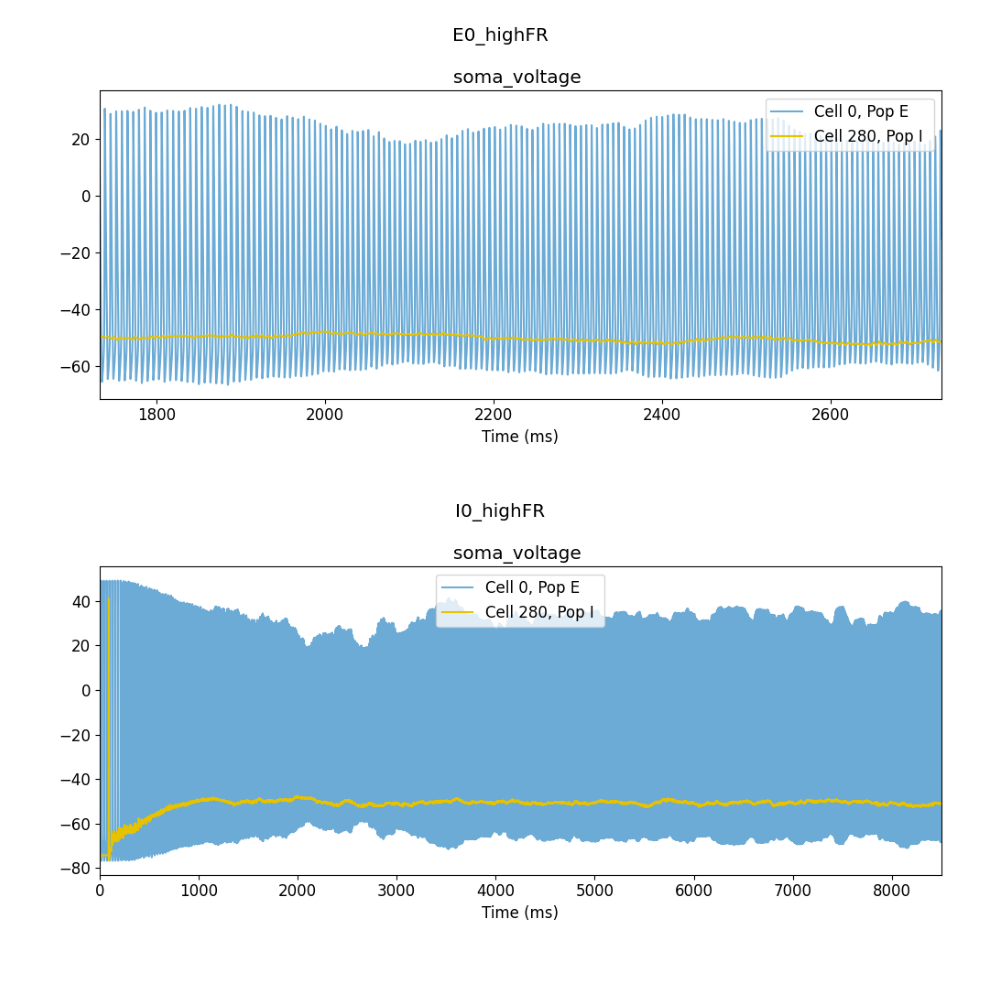 E0_highFR
soma_voltage
Cell 0, Pop E
Cell 280, Pop I
20
0
−20
−40
−60
1800 2000 2200 2400 2600
Time (ms)
I0_highFR
soma_voltage
Cell 0, Pop E
Cell 280, Pop I
40
20
0
−20
−40
−60
−80
0 1000 2000 3000 4000 5000 6000 7000 8000
Time (ms)